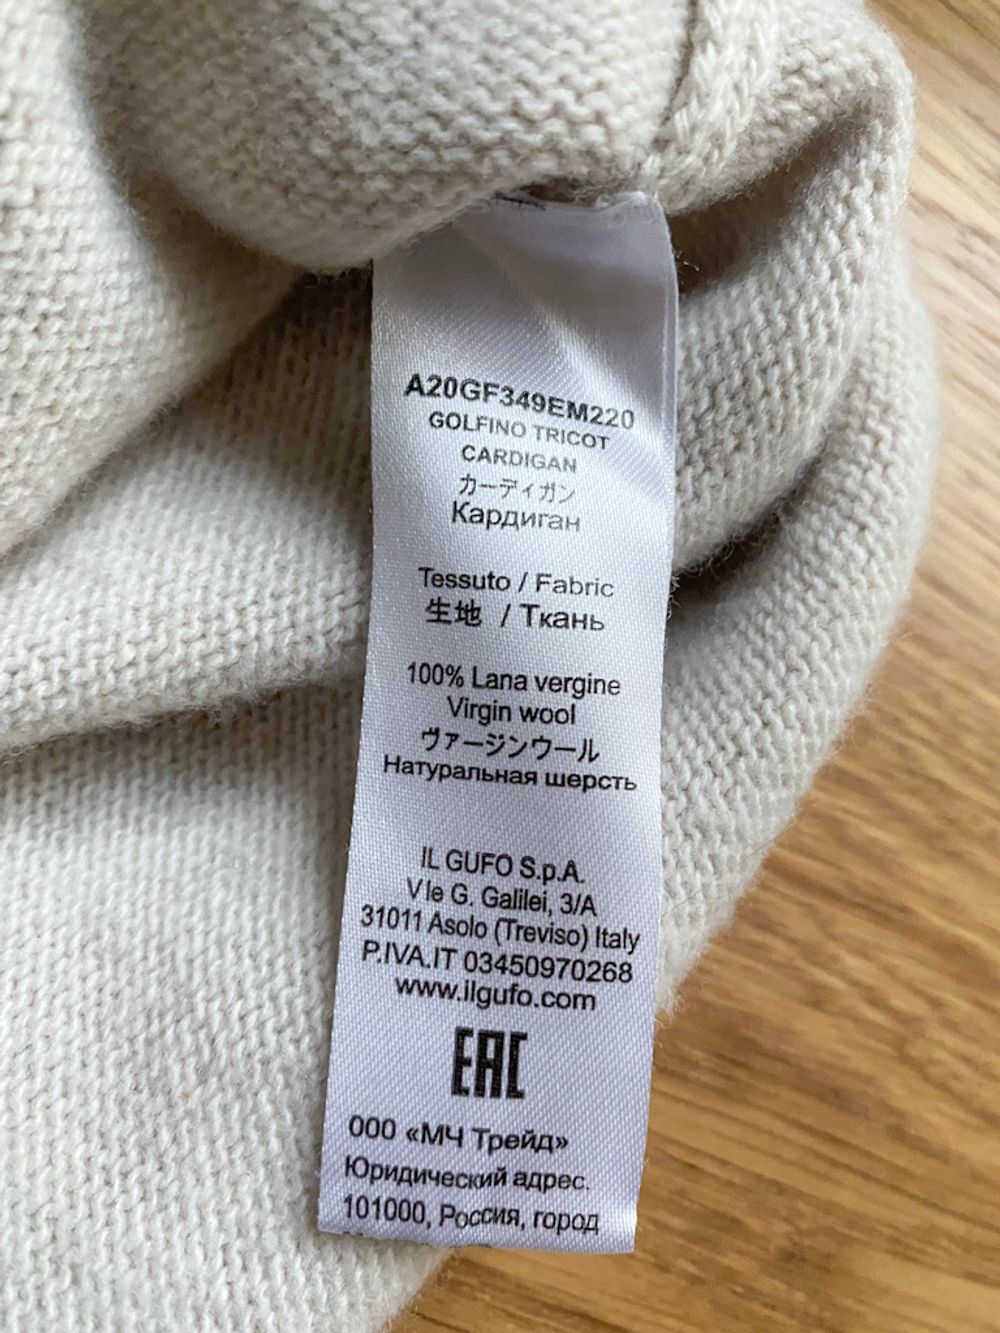 A20GF349EM220
GOLFINO TRICOT
CARDIGAN
カーディガン
Кардиган
Tessuto / Fabric
生地 / Ткань
100% Lana vergine
Virgin wool
ヴァージンウール
Натуральная шерсть
IL GUFO S.p.A.
Vle G. Galilei, 3/A
31011 Asolo (Treviso) Italy
P.IVA.IT 03450970268
www.ilgufo.com
EAC
ООО «МЧ Трейд»
Юридический адрес.
101000, Россия, город